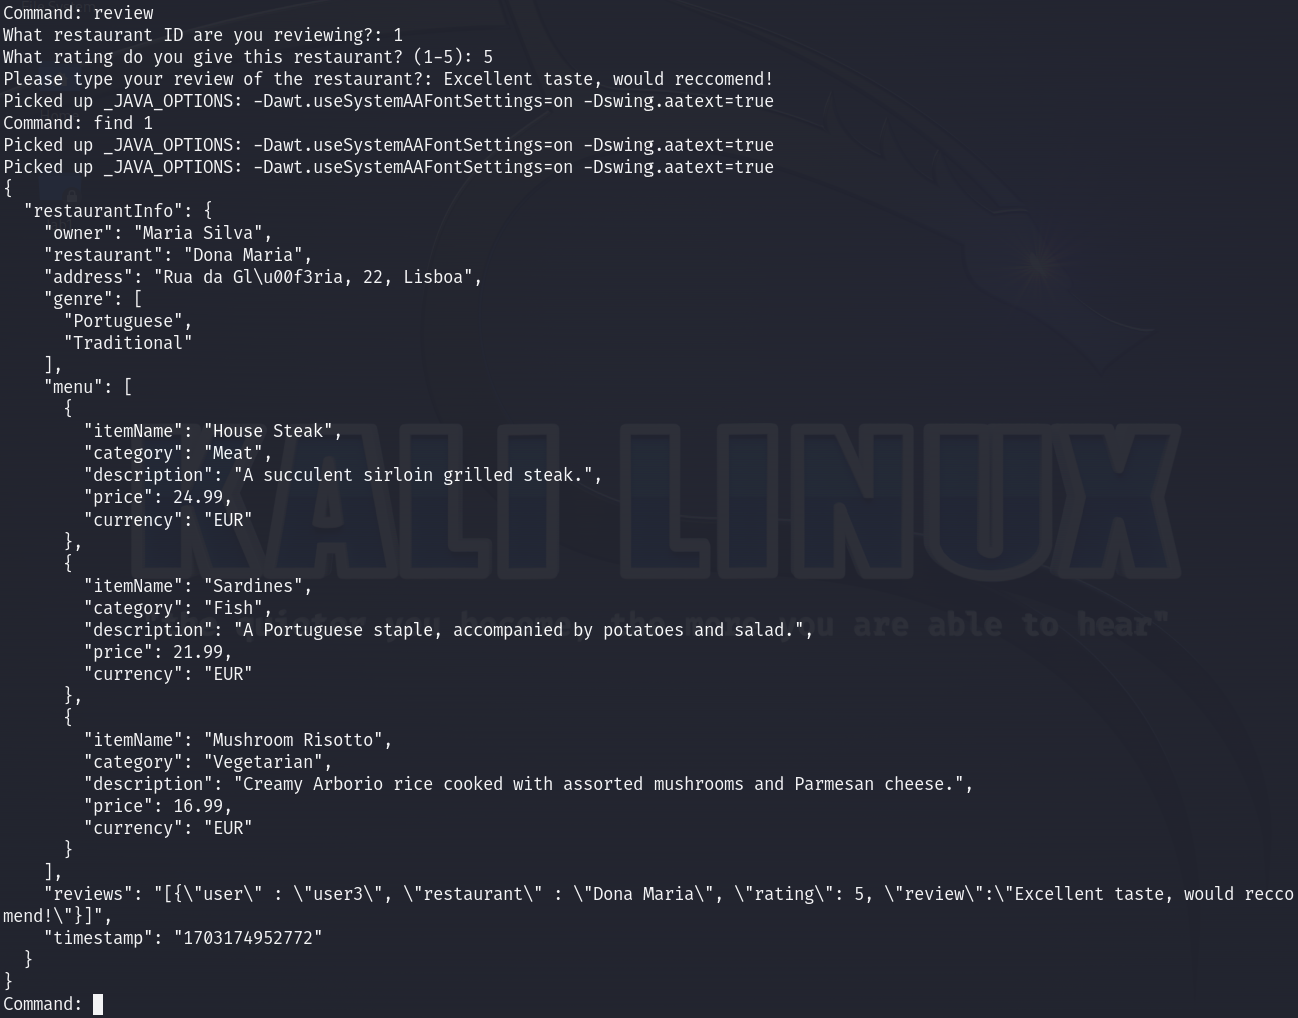 Command: review
What restaurant ID are you reviewing?: 1
What rating do you give this restaurant? (1-5): 5
Please type your review of the restaurant?: Excellent taste, would reccomend!
Picked up _JAVA_OPTIONS: -Dawt.useSystemAAFontSettings=on -Dswing.aatext=true
Command: find 1
Picked up _JAVA_OPTIONS: -Dawt.useSystemAAFontSettings=on -Dswing.aatext=true
Picked up _JAVA_OPTIONS: -Dawt.useSystemAAFontSettings=on -Dswing.aatext=true
{
  "restaurantInfo": {
    "owner": "Maria Silva",
    "restaurant": "Dona Maria",
    "address": "Rua da Gl\u00f3ria, 22, Lisboa",
    "genre": [
      "Portuguese",
      "Traditional"
    ],
    "menu": [
      {
        "itemName": "House Steak",
        "category": "Meat",
        "description": "A succulent sirloin grilled steak.",
        "price": 24.99,
        "currency": "EUR"
      },
      {
        "itemName": "Sardines",
        "category": "Fish",
        "description": "A Portuguese staple, accompanied by potatoes and salad.",
        "price": 21.99,
        "currency": "EUR"
      },
      {
        "itemName": "Mushroom Risotto",
        "category": "Vegetarian",
        "description": "Creamy Arborio rice cooked with assorted mushrooms and Parmesan cheese.",
        "price": 16.99,
        "currency": "EUR"
      }
    ],
    "reviews": "[{\"user\" : \"user3\", \"restaurant\" : \"Dona Maria\", \"rating\": 5, \"review\":\"Excellent taste, would recco
mend!\"}]",
    "timestamp": "1703174952772"
  }
}
Command:
KALI LINUX
you are able to hear"